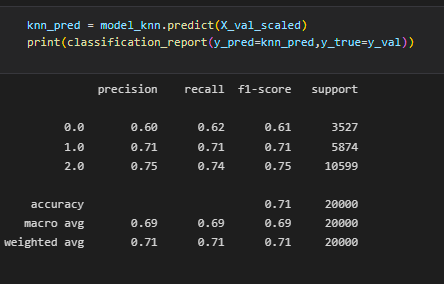 knn_pred = model_knn.predict(X_val_scaled)
print(classification_report(y_pred=knn_pred,y_true=y_val))
precision recall f1-score support
0.0 0.60 0.62 0.61 3527
1.0 0.71 0.71 0.71 5874
2.0 0.75 0.74 0.75 10599
accuracy 0.71 20000
macro avg 0.69 0.69 0.69 20000
weighted avg 0.71 0.71 0.71 20000